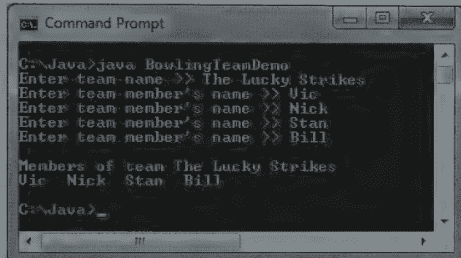 Command Prompt
C:\Java>java BowlingTeamDemo
Enter team name >> The Lucky Strikes
Enter team member's name >> Vic
Enter team member's name >> Nick
Enter team member's name >> Stan
Enter team member's name >> Bill
Members of team The Lucky Strikes
Vic  Nick  Stan  Bill
C:\Java>_